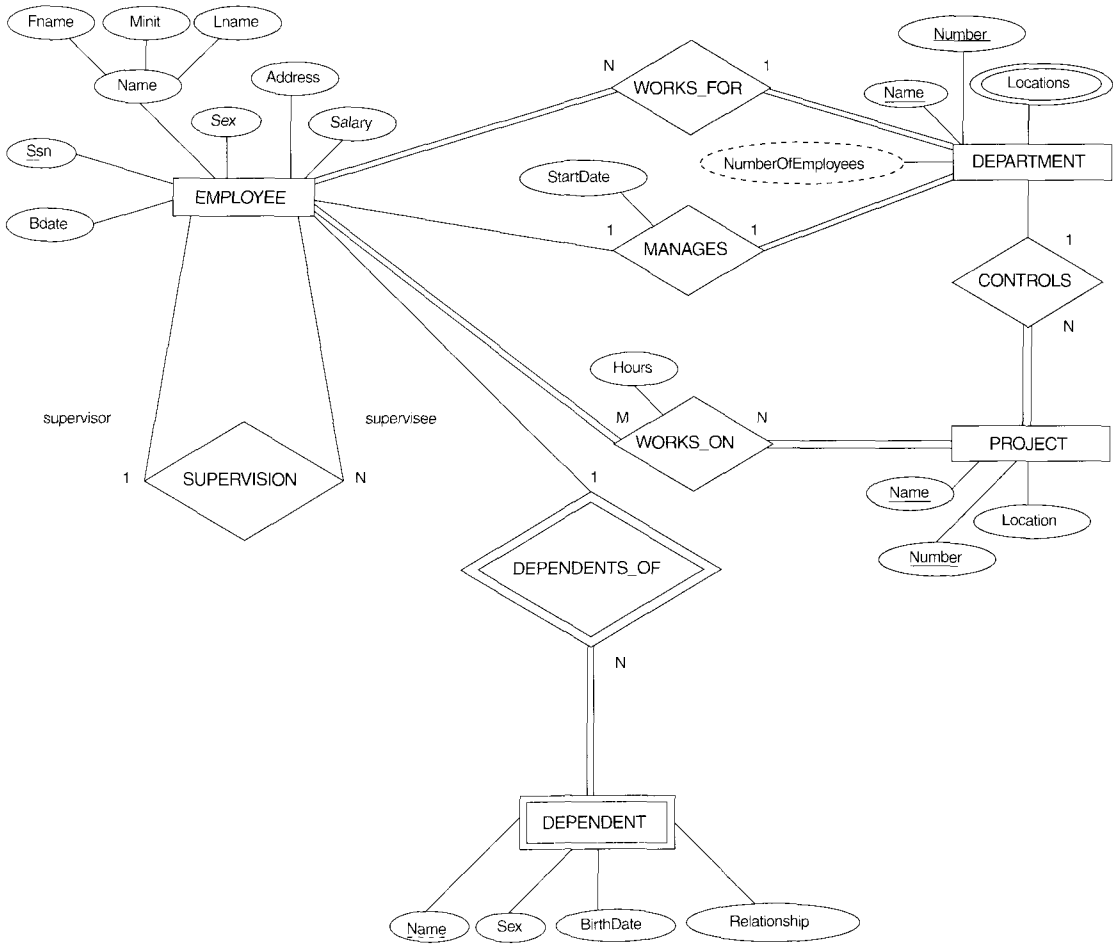 Fname
Minit
Lname
Number
Name
Address
N
1
WORKS_FOR
Name
Locations
Sex
Salary
Ssn
NumberOfEmployees
DEPARTMENT
StartDate
EMPLOYEE
Bdate
1
MANAGES
1
1
CONTROLS
N
Hours
supervisor
supervisee
M
WORKS_ON
N
PROJECT
1
SUPERVISION
N
1
Name
Location
Number
DEPENDENTS_OF
N
DEPENDENT
Name
Sex
BirthDate
Relationship